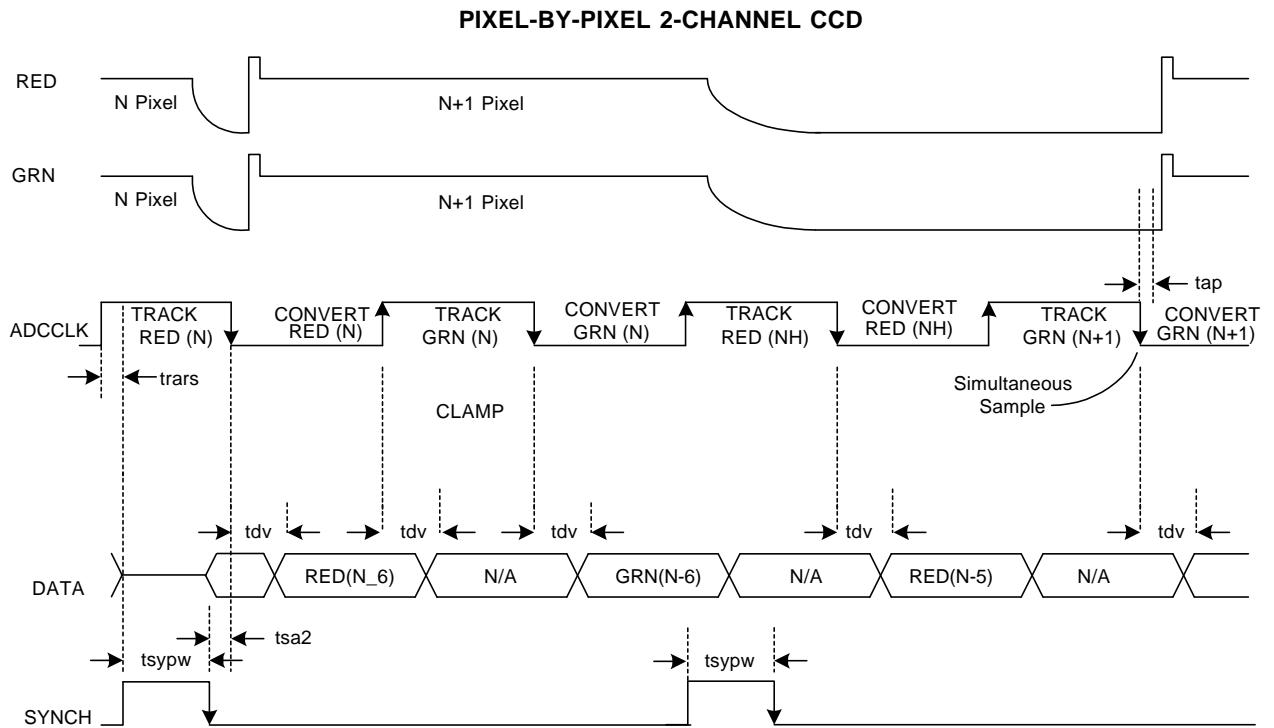 PIXEL-BY-PIXEL 2-CHANNEL CCD
RED
N Pixel
N+1 Pixel
GRN
N Pixel
N+1 Pixel
tap
ADCCLK
TRACK
RED (N)
CONVERT
RED (N)
TRACK
GRN (N)
CONVERT
GRN (N)
TRACK
RED (NH)
CONVERT
RED (NH)
TRACK
GRN (N+1)
CONVERT
GRN (N+1)
trars
CLAMP
Simultaneous
Sample
tdv
tdv
tdv
tdv
tdv
DATA
RED(N_6)
N/A
GRN(N-6)
N/A
RED(N-5)
N/A
tsa2
tsypw
tsypw
SYNCH